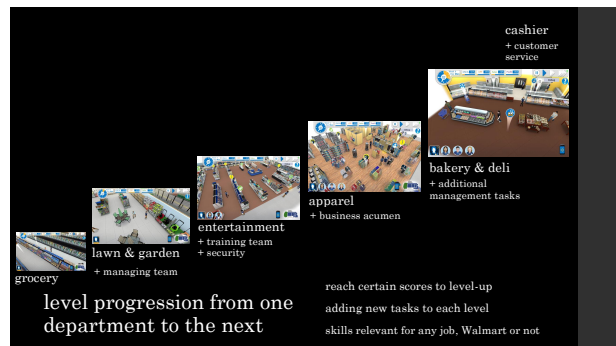 cashier
+ customer
service
bakery & deli
+ additional
management tasks
apparel
+ business acumen
entertainment
+ training team
+ security
lawn & garden
+ managing team
grocery
level progression from one
department to the next
reach certain scores to level-up
adding new tasks to each level
skills relevant for any job, Walmart or not